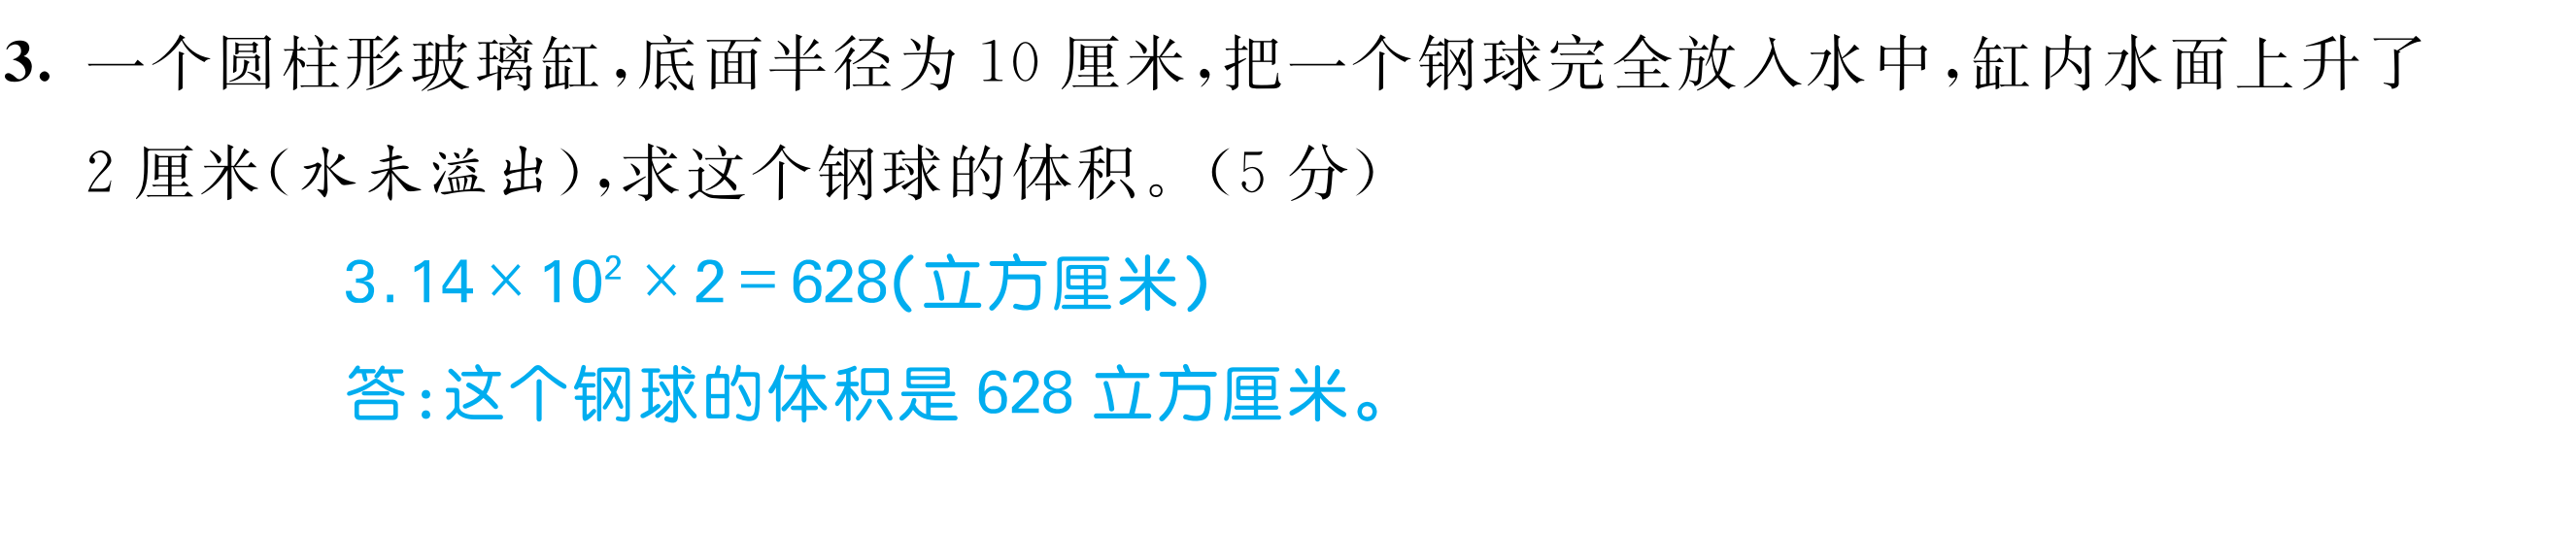 3. 一个圆柱形玻璃缸,底面半径为 10 厘米,把一个钢球完全放入水中,缸内水面上升了
2 厘米(水未溢出),求这个钢球的体积。(5 分)
3.14×10²×2=628(立方厘米)
答:这个钢球的体积是 628 立方厘米。